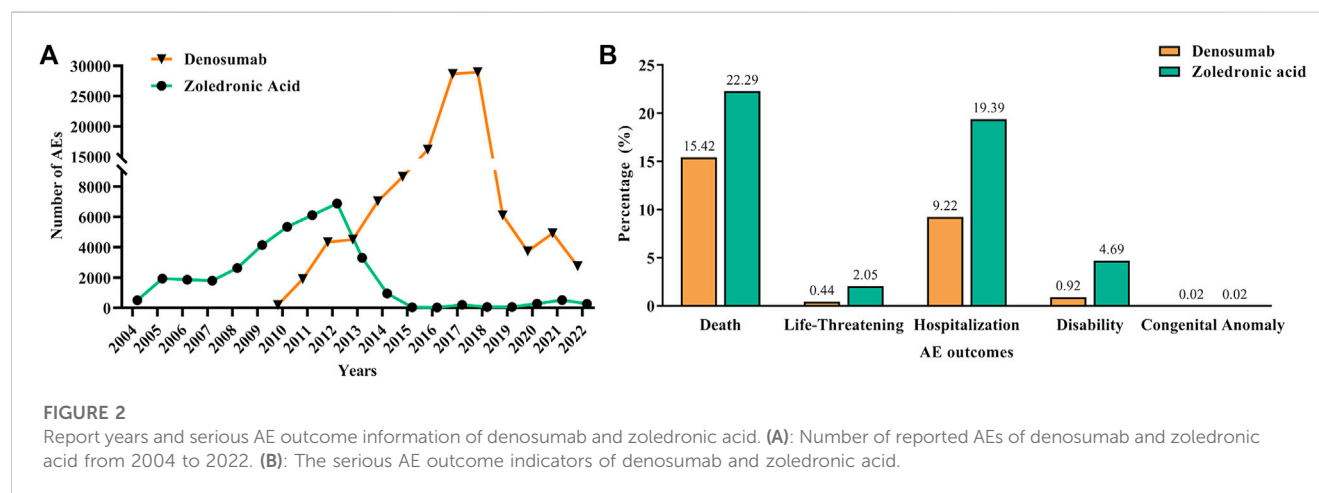 A
Denosumab
Zoledronic Acid
Number of AEs
30000
25000
20000
15000
8000
6000
4000
2000
0
2004
2005
2006
2007
2008
2009
2010
2011
2012
2013
2014
2015
2016
2017
2018
2019
2020
2021
2022
Years
B
Denosumab
Zoledronic acid
Percentage (%)
25
20
15
10
5
0
15.42
22.29
0.44
2.05
9.22
19.39
0.92
4.69
0.02
0.02
Death
Life-Threatening
Hospitalization
Disability
Congenital Anomaly
AE outcomes
FIGURE 2
Report years and serious AE outcome information of denosumab and zoledronic acid. (A): Number of reported AEs of denosumab and zoledronic
acid from 2004 to 2022. (B): The serious AE outcome indicators of denosumab and zoledronic acid.